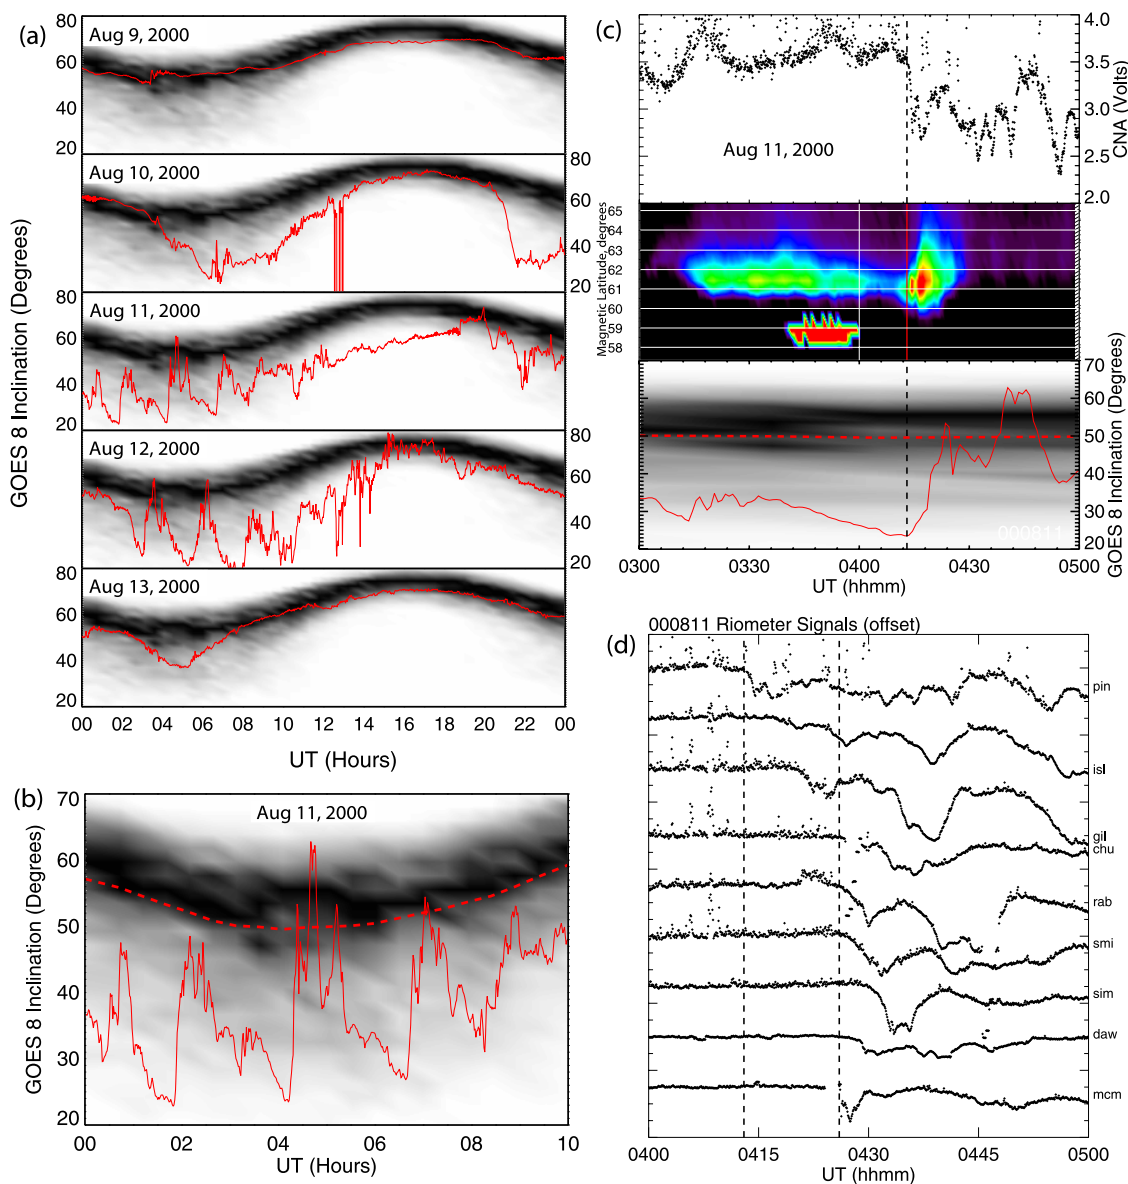 (a)
Aug 9, 2000
80
60
40
20
Aug 10, 2000
80
60
40
20
Aug 11, 2000
80
60
40
20
Aug 12, 2000
80
60
40
20
Aug 13, 2000
80
60
40
20
00 02 04 06 08 10 12 14 16 18 20 22 00
UT (Hours)
GOES 8 Inclination (Degrees)
(b)
Aug 11, 2000
70
60
50
40
30
20
00 02 04 06 08 10
UT (Hours)
GOES 8 Inclination (Degrees)
(c)
Aug 11, 2000
4.0
3.5
3.0
2.5
2.0
CNA (Volts)
Magnetic Latitude, degrees
65
64
63
62
61
60
59
58
70
60
50
40
30
20
GOES 8 Inclination (Degrees)
000811
0300 0330 0400 0430 0500
UT (hhmm)
(d)
000811 Riometer Signals (offset)
pin
isl
gil
chu
rab
smi
sim
daw
mcm
0400 0415 0430 0445 0500
UT (hhmm)